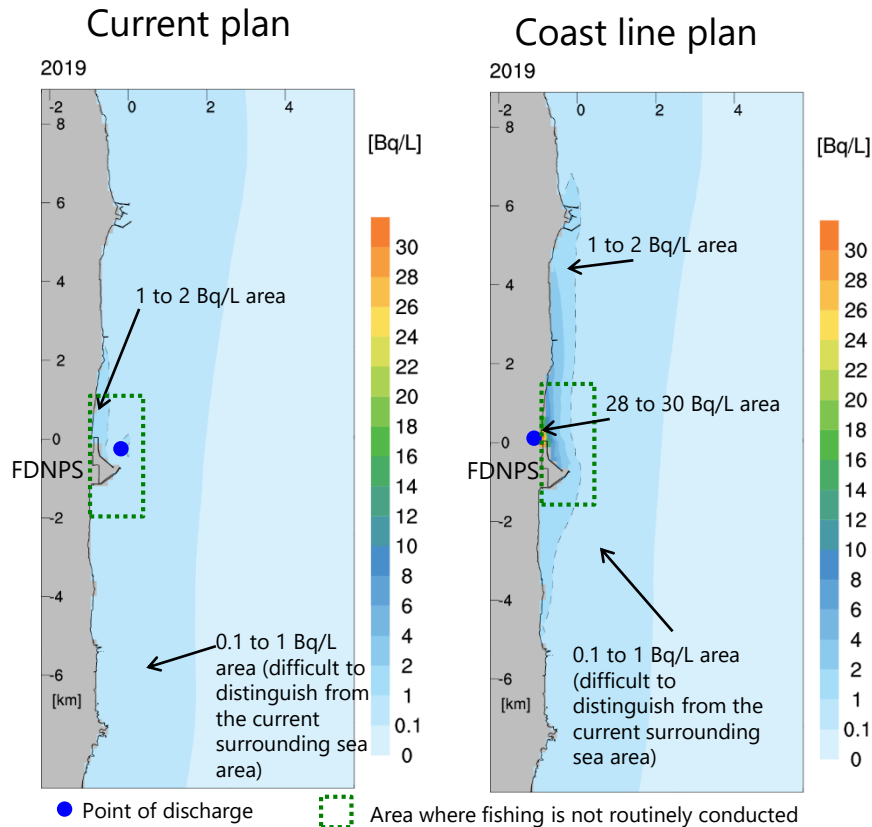 Current plan
2019
-2
0
2
4
8
6
4
2
0
-2
-4
-6
[km]
[Bq/L]
30
28
26
24
22
20
18
16
14
12
10
8
6
4
2
1
0.1
0
1 to 2 Bq/L area
FDNPS
0.1 to 1 Bq/L
area (difficult to
distinguish from
the current
surrounding sea
area)
Coast line plan
2019
-2
0
2
4
8
6
4
2
0
-2
-4
-6
[km]
[Bq/L]
30
28
26
24
22
20
18
16
14
12
10
8
6
4
2
1
0.1
0
1 to 2 Bq/L area
28 to 30 Bq/L area
FDNPS
0.1 to 1 Bq/L area
(difficult to
distinguish from the
current surrounding
sea area)
Point of discharge
Area where fishing is not routinely conducted